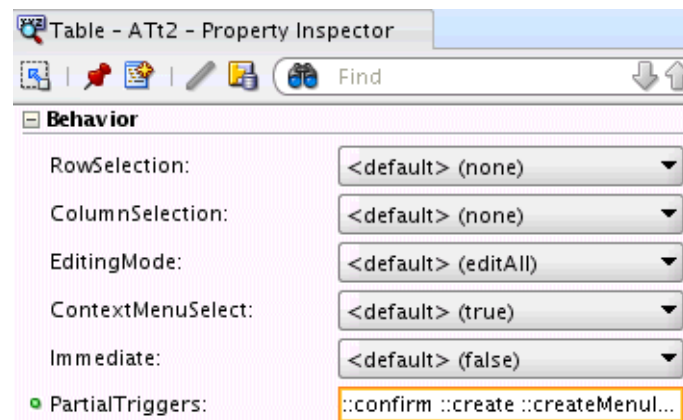 Table - ATt2 - Property Inspector
Find
Behavior
RowSelection: <default> (none)
ColumnSelection: <default> (none)
EditingMode: <default> (editAll)
ContextMenuSelect: <default> (true)
Immediate: <default> (false)
PartialTriggers: ::confirm ::create ::createMenuI...